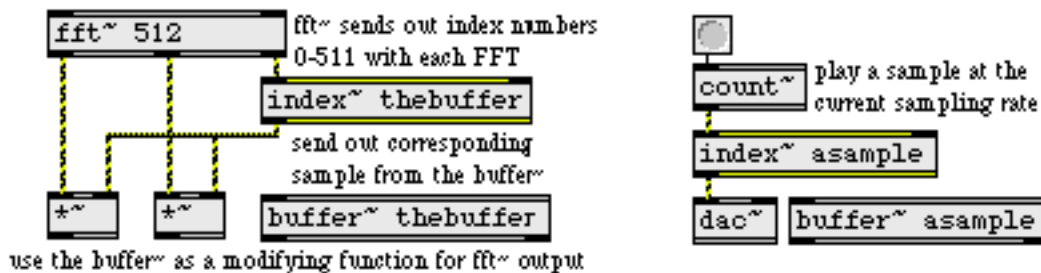 fft~ 512
fft~ sends out index numbers
0-511 with each FFT
index~ thebuffer
send out corresponding
sample from the buffer~
*~
*~
buffer~ thebuffer
use the buffer~ as a modifying function for fft~ output
count~
play a sample at the
current sampling rate
index~ asample
dac~
buffer~ asample